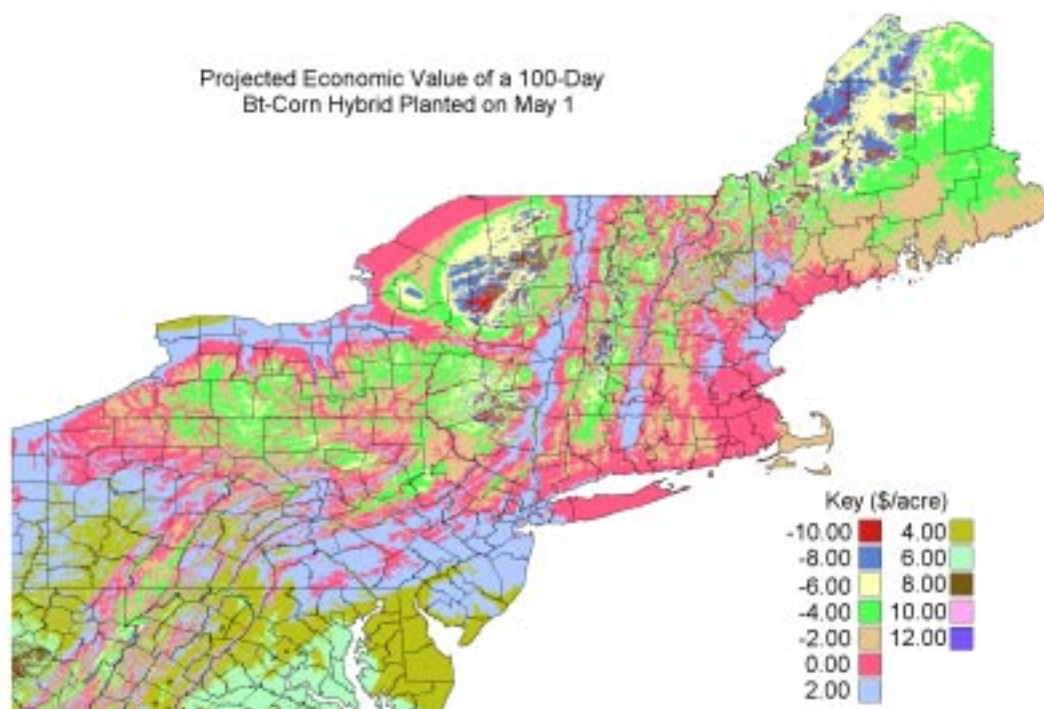 Projected Economic Value of a 100-Day
Bt-Corn Hybrid Planted on May 1
Key ($/acre)
-10.00 4.00
-8.00 6.00
-6.00 8.00
-4.00 10.00
-2.00 12.00
0.00
2.00